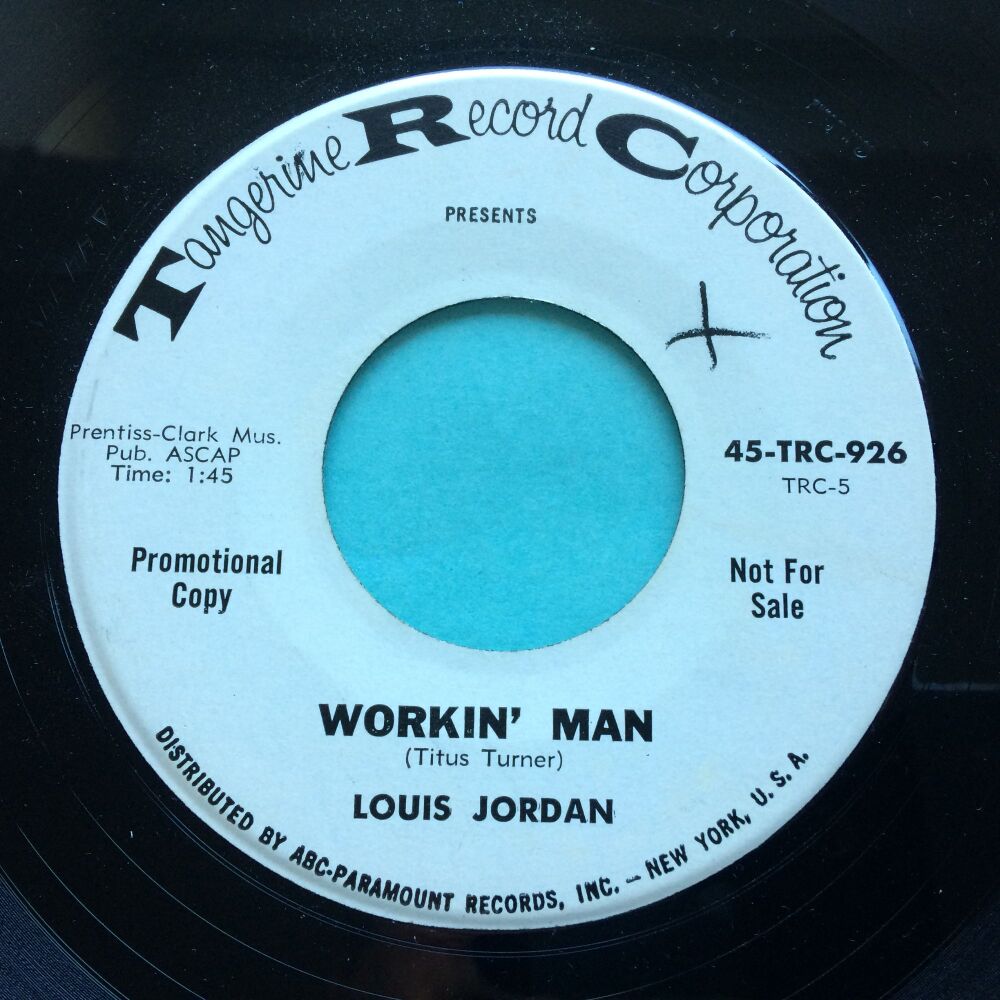 Tangerine Record Corporation
PRESENTS
Prentiss-Clark Mus.
Pub. ASCAP
Time: 1:45
45-TRC-926
TRC-5
Promotional
Copy
Not For
Sale
WORKIN' MAN
(Titus Turner)
LOUIS JORDAN
DISTRIBUTED BY ABC-PARAMOUNT RECORDS, INC. - NEW YORK, U. S. A.